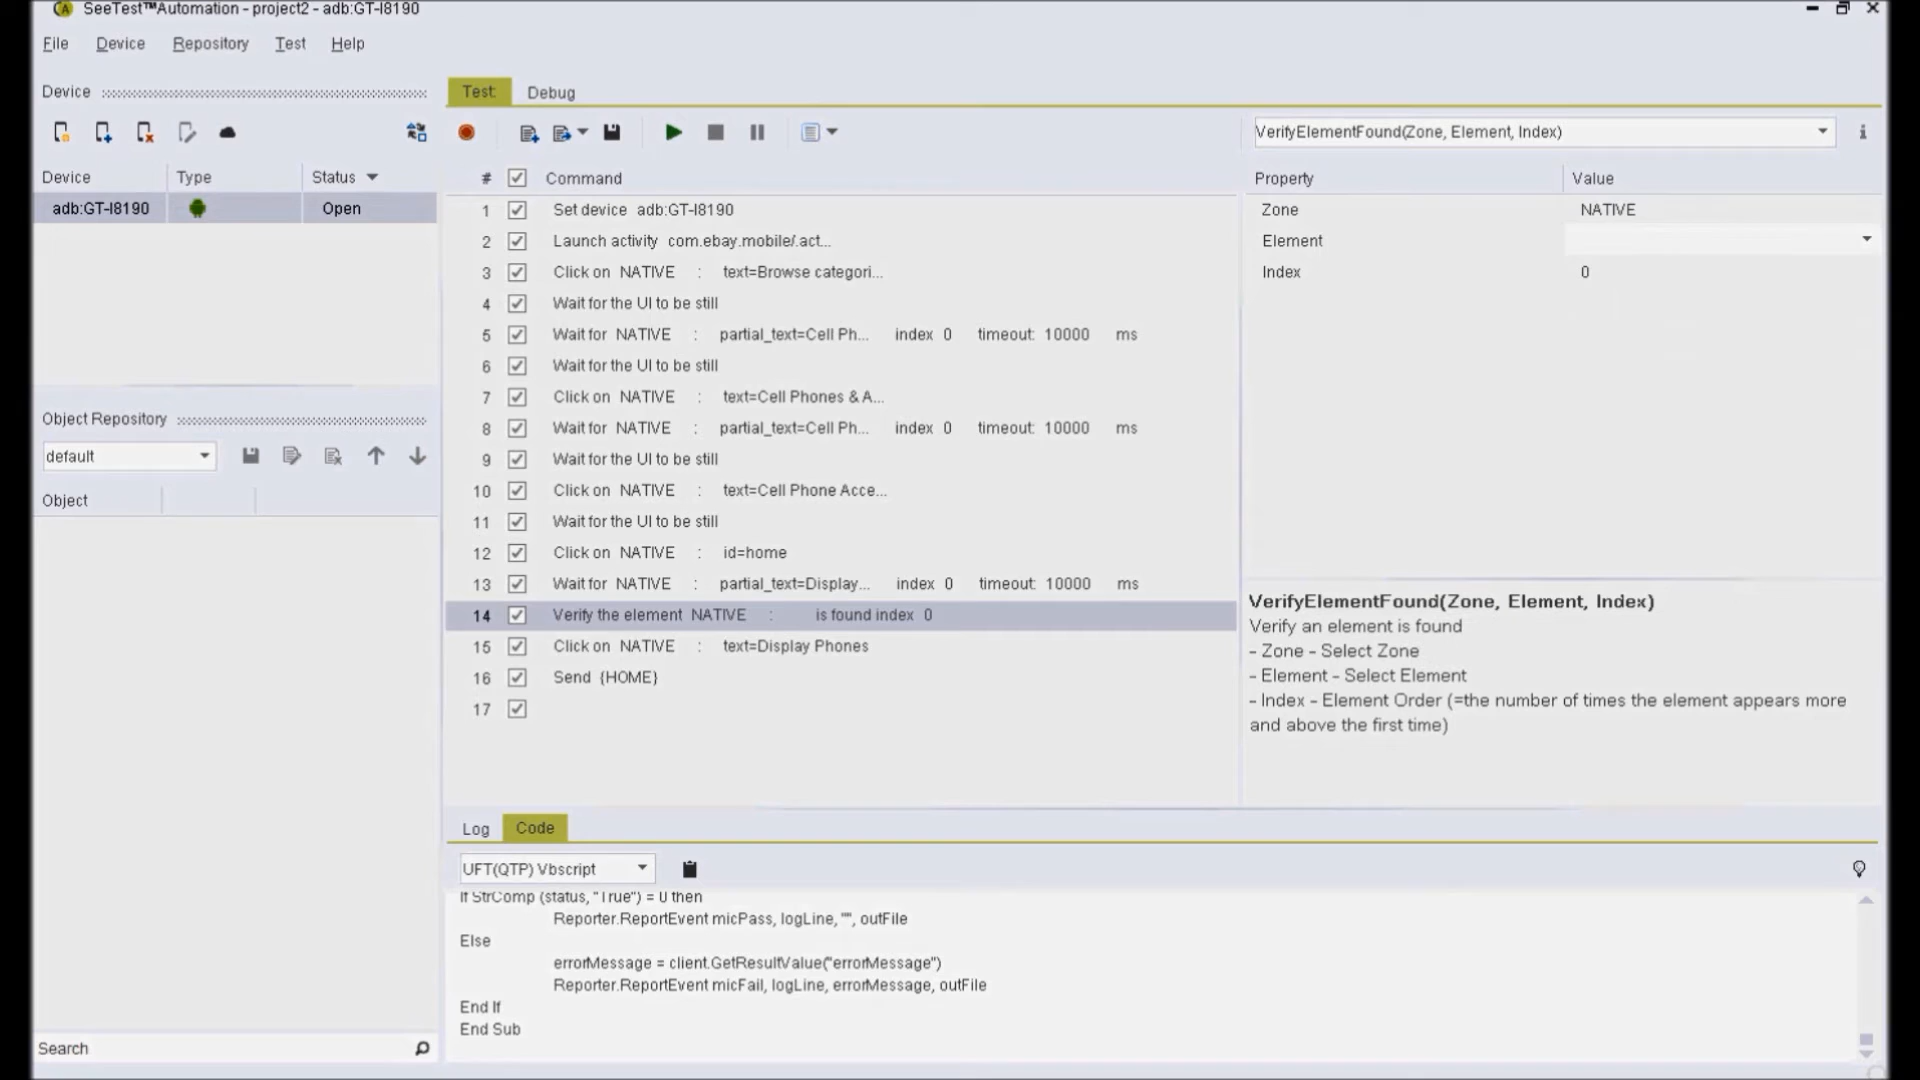 SeeTest™Automation - project2 - adb:GT-I8190
File Device Repository Test Help
Device
Test Debug
VerifyElementFound(Zone, Element, Index)
Device Type Status
adb:GT-I8190 Open
# Command
1 Set device adb:GT-I8190
2 Launch activity com.ebay.mobile/.act...
3 Click on NATIVE : text=Browse categori...
4 Wait for the UI to be still
5 Wait for NATIVE : partial_text=Cell Ph... index 0 timeout: 10000 ms
6 Wait for the UI to be still
7 Click on NATIVE : text=Cell Phones & A...
8 Wait for NATIVE : partial_text=Cell Ph... index 0 timeout: 10000 ms
9 Wait for the UI to be still
10 Click on NATIVE : text=Cell Phone Acce...
11 Wait for the UI to be still
12 Click on NATIVE : id=home
13 Wait for NATIVE : partial_text=Display... index 0 timeout: 10000 ms
14 Verify the element NATIVE : is found index 0
15 Click on NATIVE : text=Display Phones
16 Send {HOME}
17
Property Value
Zone NATIVE
Element
Index 0
VerifyElementFound(Zone, Element, Index)
Verify an element is found
- Zone - Select Zone
- Element - Select Element
- Index - Element Order (=the number of times the element appears more
and above the first time)
Object Repository
default
Object
Search
Log Code
UFT(QTP) Vbscript
If StrComp (status, "True") = 0 then
Reporter.ReportEvent micPass, logLine, "", outFile
Else
errorMessage = client.GetResultValue("errorMessage")
Reporter.ReportEvent micFail, logLine, errorMessage, outFile
End If
End Sub